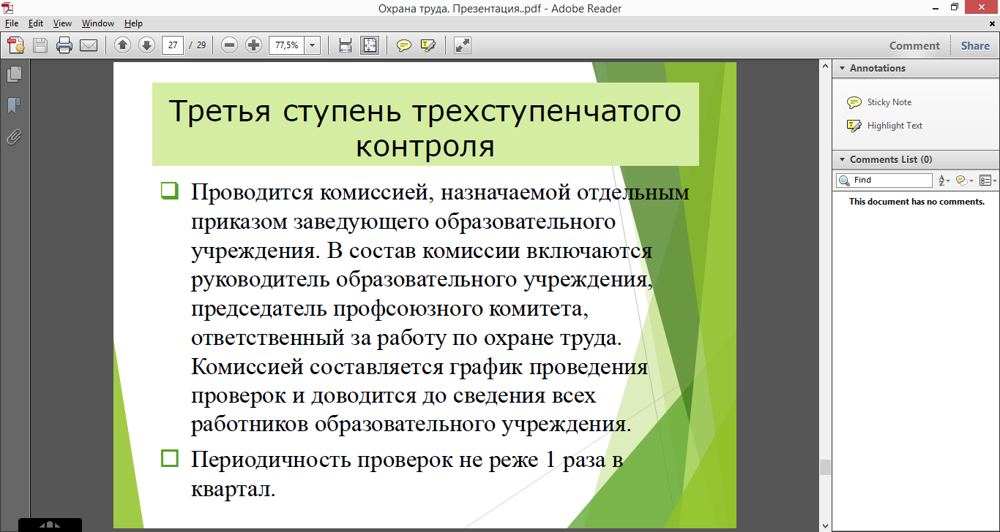 Охрана труда. Презентация..pdf - Adobe Reader
File Edit View Window Help
27 / 29 77,5% Comment Share
Третья ступень трехступенчатого
контроля
Проводится комиссией, назначаемой отдельным
приказом заведующего образовательного
учреждения. В состав комиссии включаются
руководитель образовательного учреждения,
председатель профсоюзного комитета,
ответственный за работу по охране труда.
Комиссией составляется график проведения
проверок и доводится до сведения всех
работников образовательного учреждения.
Периодичность проверок не реже 1 раза в
квартал.
Annotations
Sticky Note
Highlight Text
Comments List (0)
Find
This document has no comments.